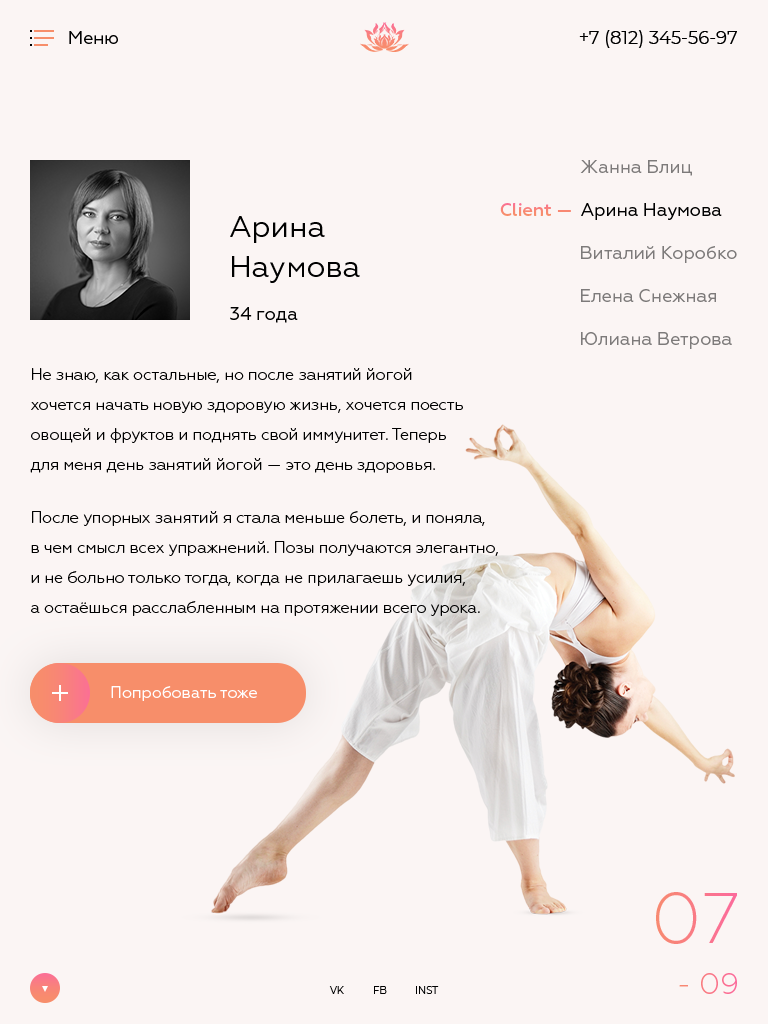 Меню
+7 (812) 345-56-97
Жанна Блиц
Client — Арина Наумова
Виталий Коробко
Елена Снежная
Юлиана Ветрова
Арина
Наумова
34 года
Не знаю, как остальные, но после занятий йогой
хочется начать новую здоровую жизнь, хочется поесть
овощей и фруктов и поднять свой иммунитет. Теперь
для меня день занятий йогой — это день здоровья.
После упорных занятий я стала меньше болеть, и поняла,
в чем смысл всех упражнений. Позы получаются элегантно,
и не больно только тогда, когда не прилагаешь усилия,
а остаёшься расслабленным на протяжении всего урока.
Попробовать тоже
07
- 09
VK FB INST